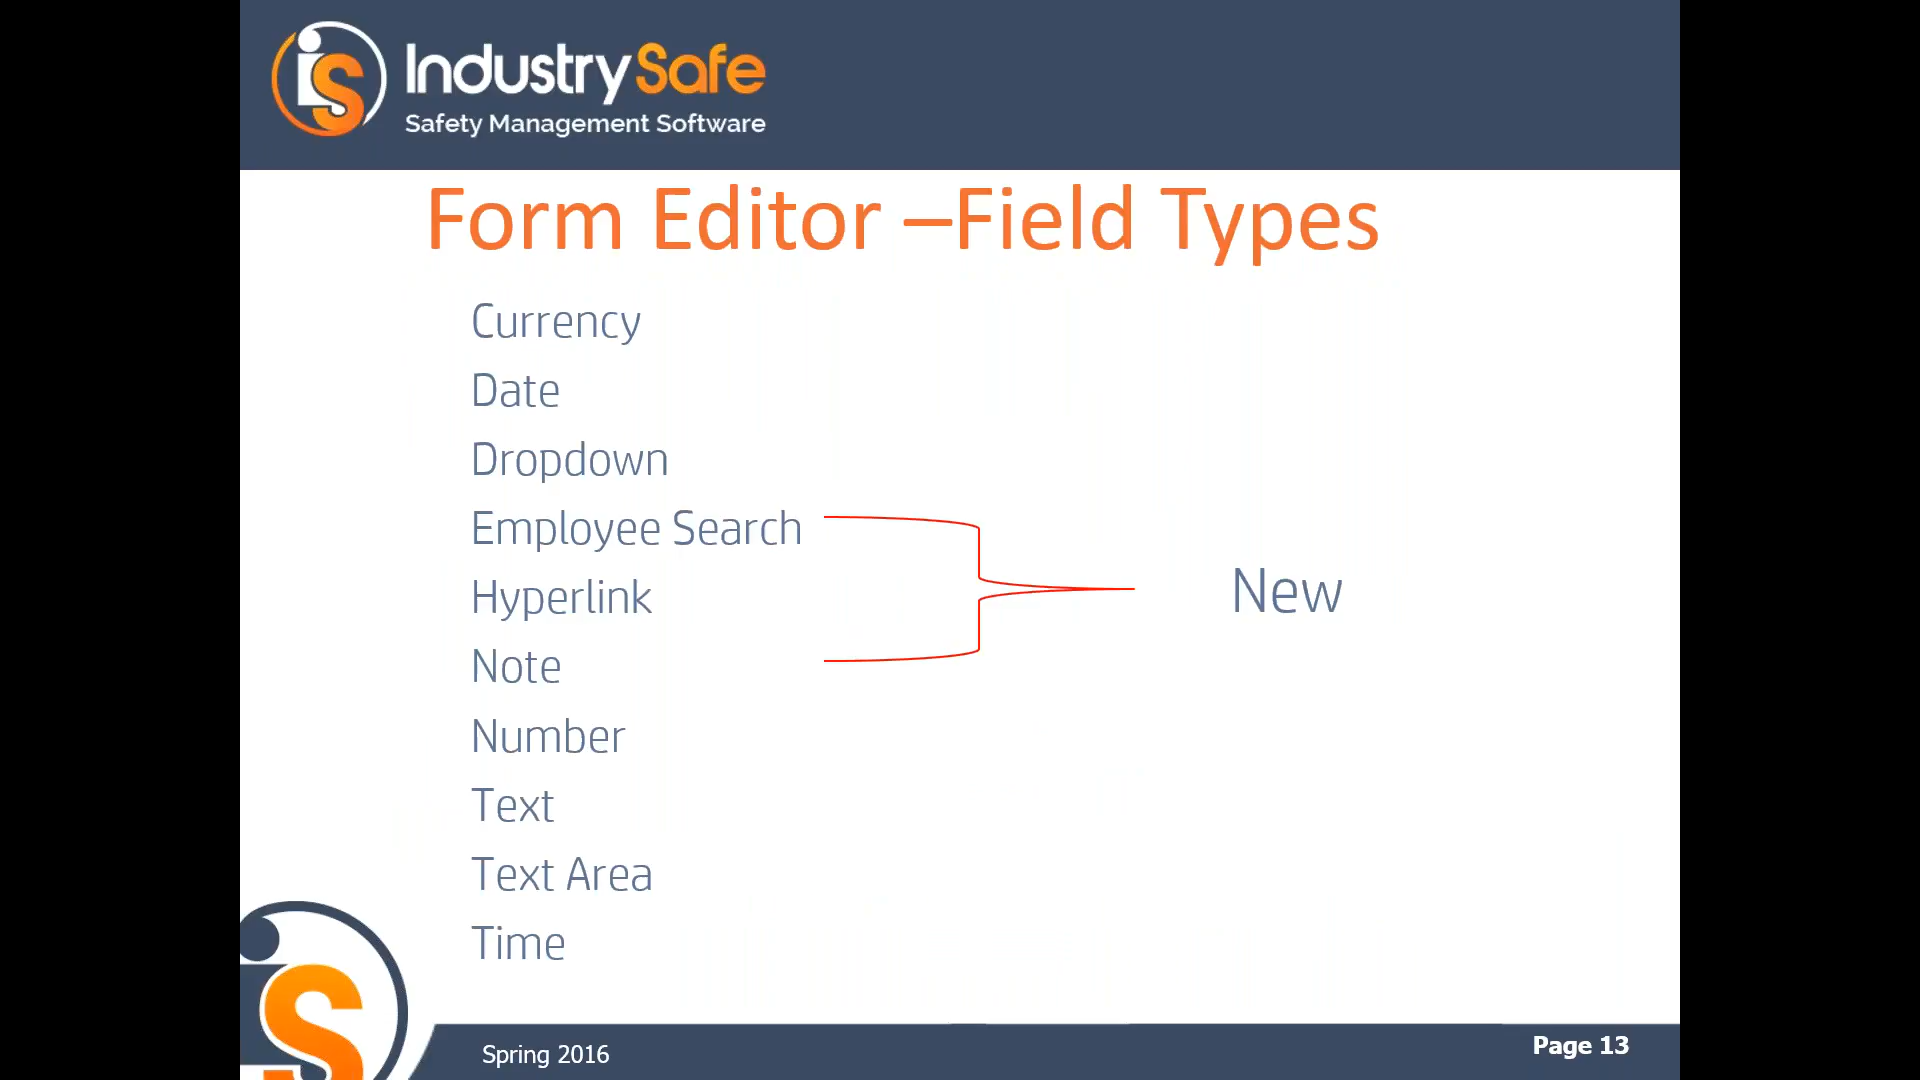 IndustrySafe
Safety Management Software
Form Editor –Field Types
Currency
Date
Dropdown
Employee Search
Hyperlink
Note
Number
Text
Text Area
Time
New
Spring 2016
Page 13